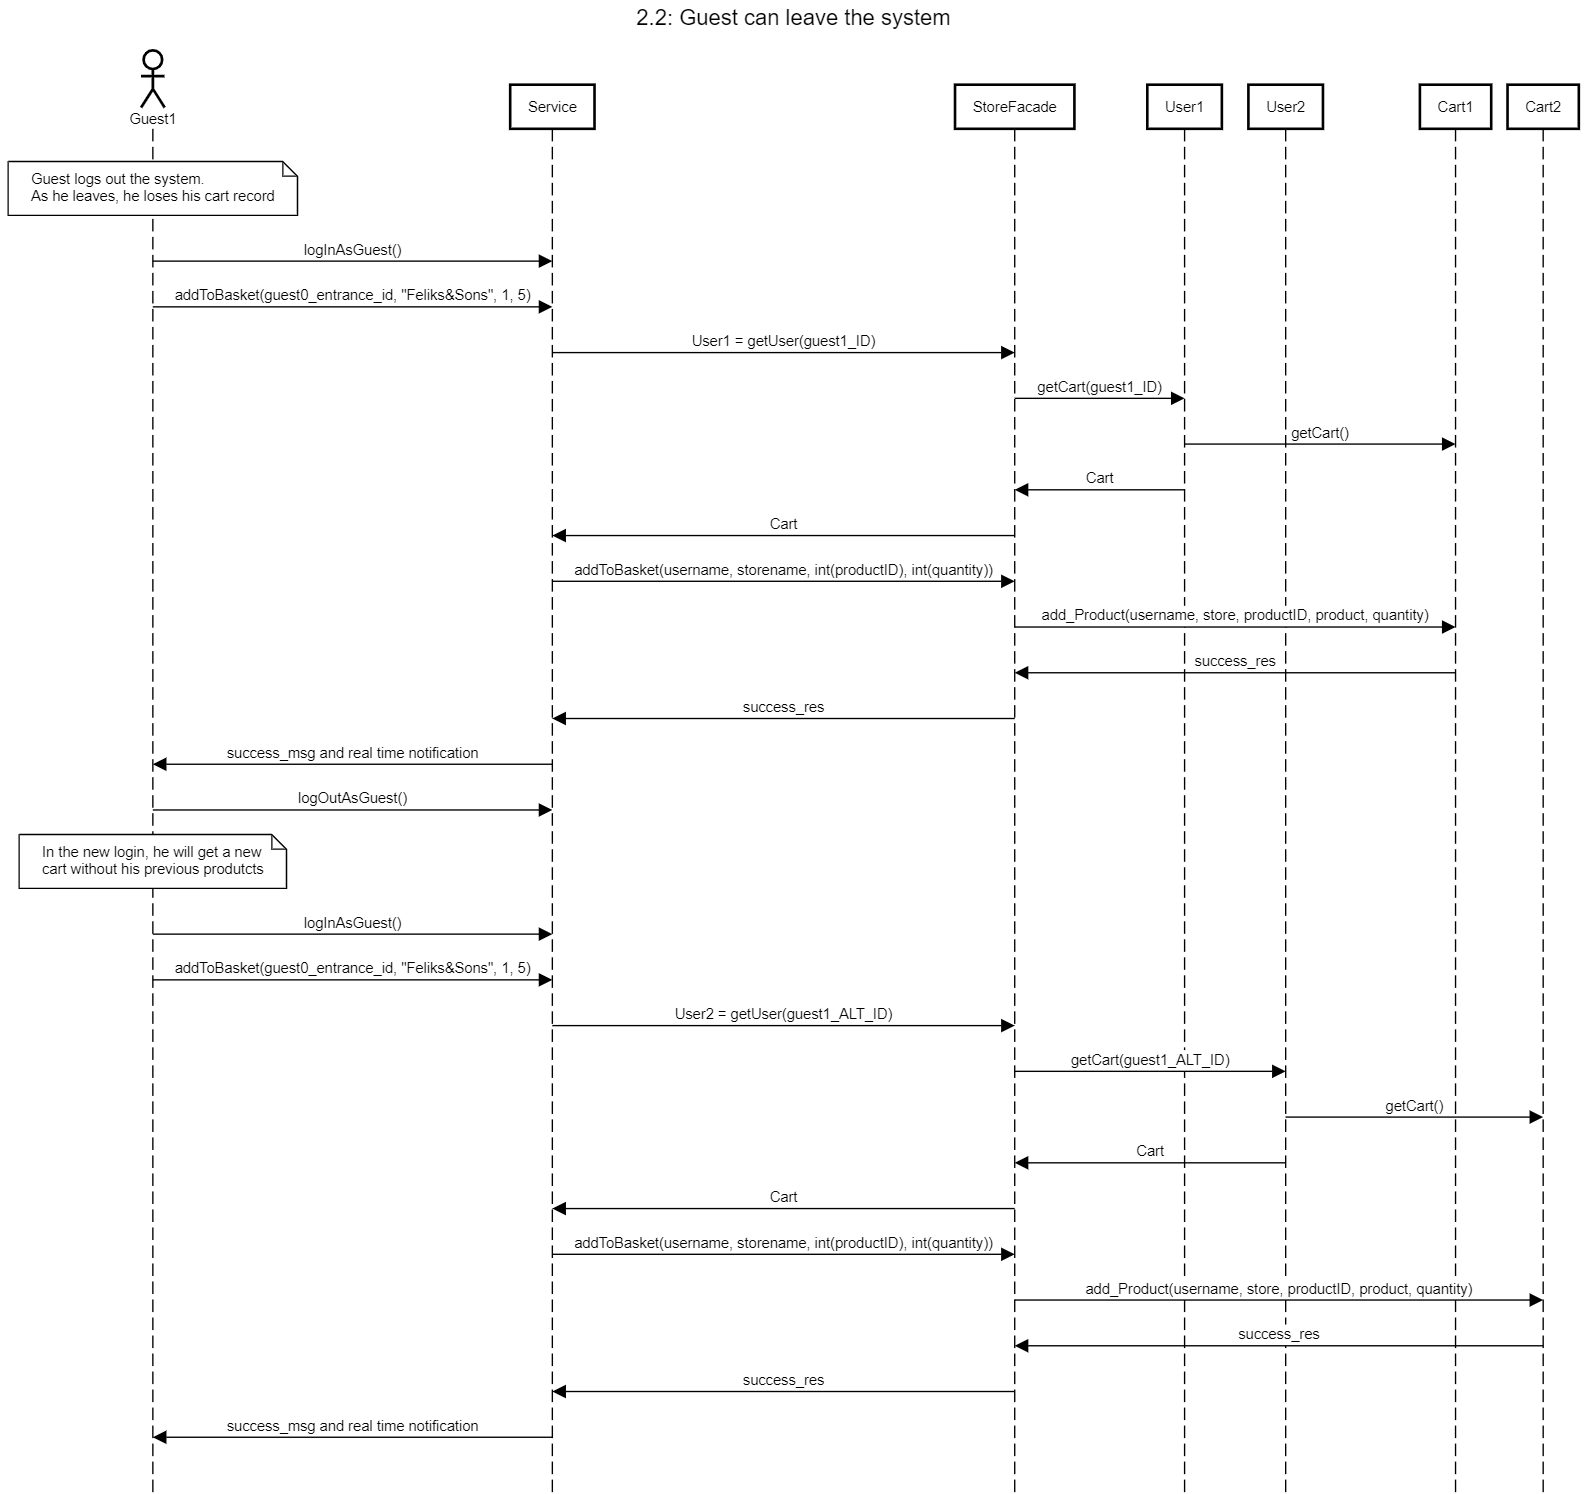 2.2: Guest can leave the system
Guest1
Service
StoreFacade
User1
User2
Cart1
Cart2
Guest logs out the system.
As he leaves, he loses his cart record
logInAsGuest()
addToBasket(guest0_entrance_id, "Feliks&Sons", 1, 5)
User1 = getUser(guest1_ID)
getCart(guest1_ID)
getCart()
Cart
Cart
addToBasket(username, storename, int(productID), int(quantity))
add_Product(username, store, productID, product, quantity)
success_res
success_res
success_msg and real time notification
logOutAsGuest()
In the new login, he will get a new
cart without his previous produtcts
logInAsGuest()
addToBasket(guest0_entrance_id, "Feliks&Sons", 1, 5)
User2 = getUser(guest1_ALT_ID)
getCart(guest1_ALT_ID)
getCart()
Cart
Cart
addToBasket(username, storename, int(productID), int(quantity))
add_Product(username, store, productID, product, quantity)
success_res
success_res
success_msg and real time notification